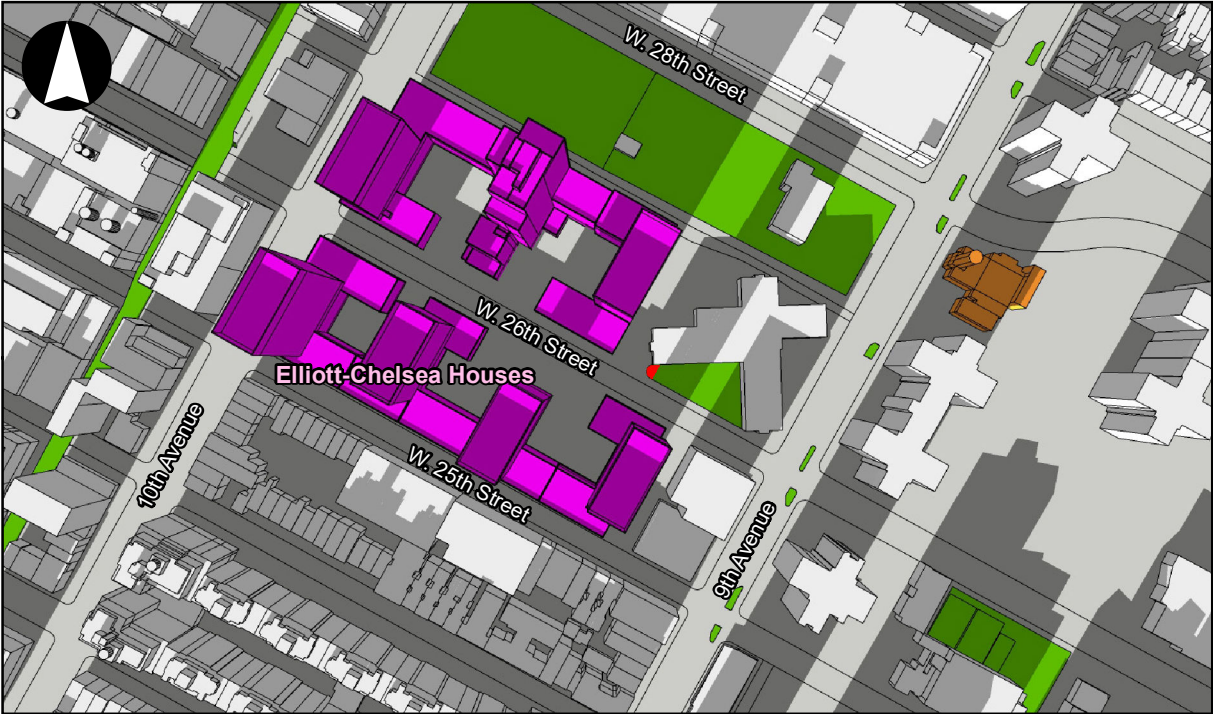 W. 28th Street
W. 26th Street
Elliott-Chelsea Houses
10th Avenue
W. 25th Street
9th Avenue